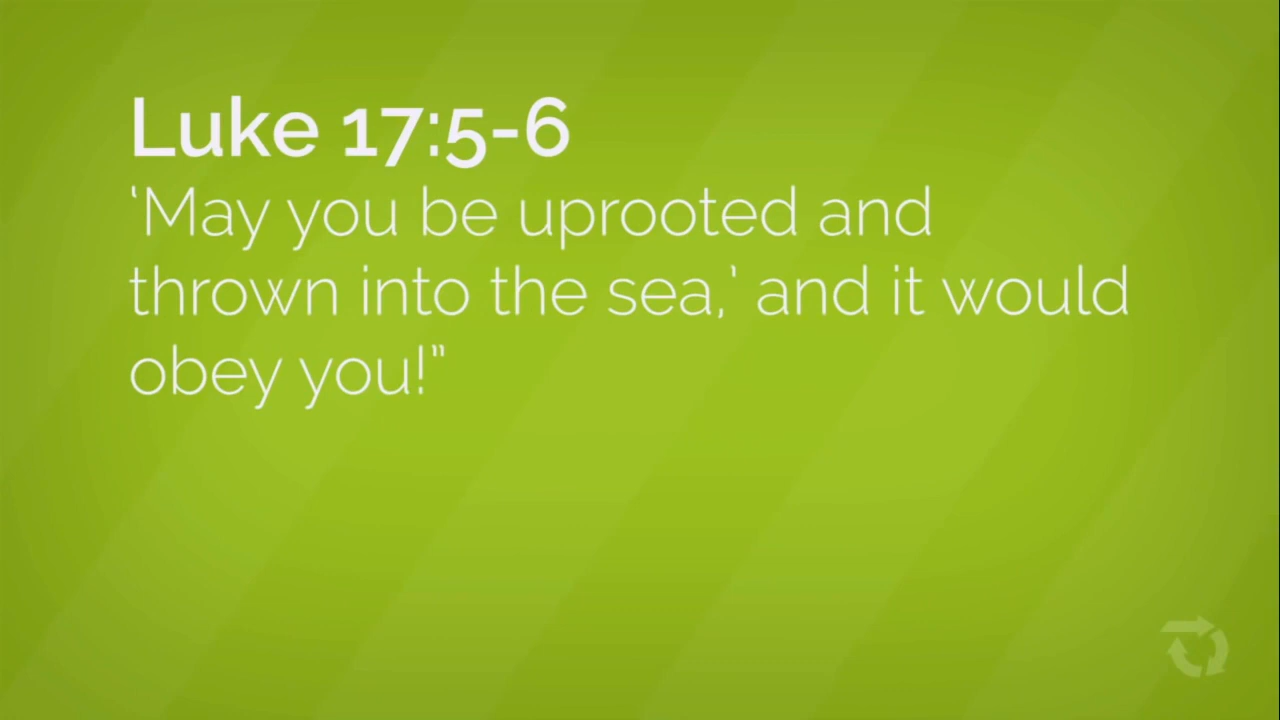 Luke 17:5-6
‘May you be uprooted and
thrown into the sea,’ and it would
obey you!”